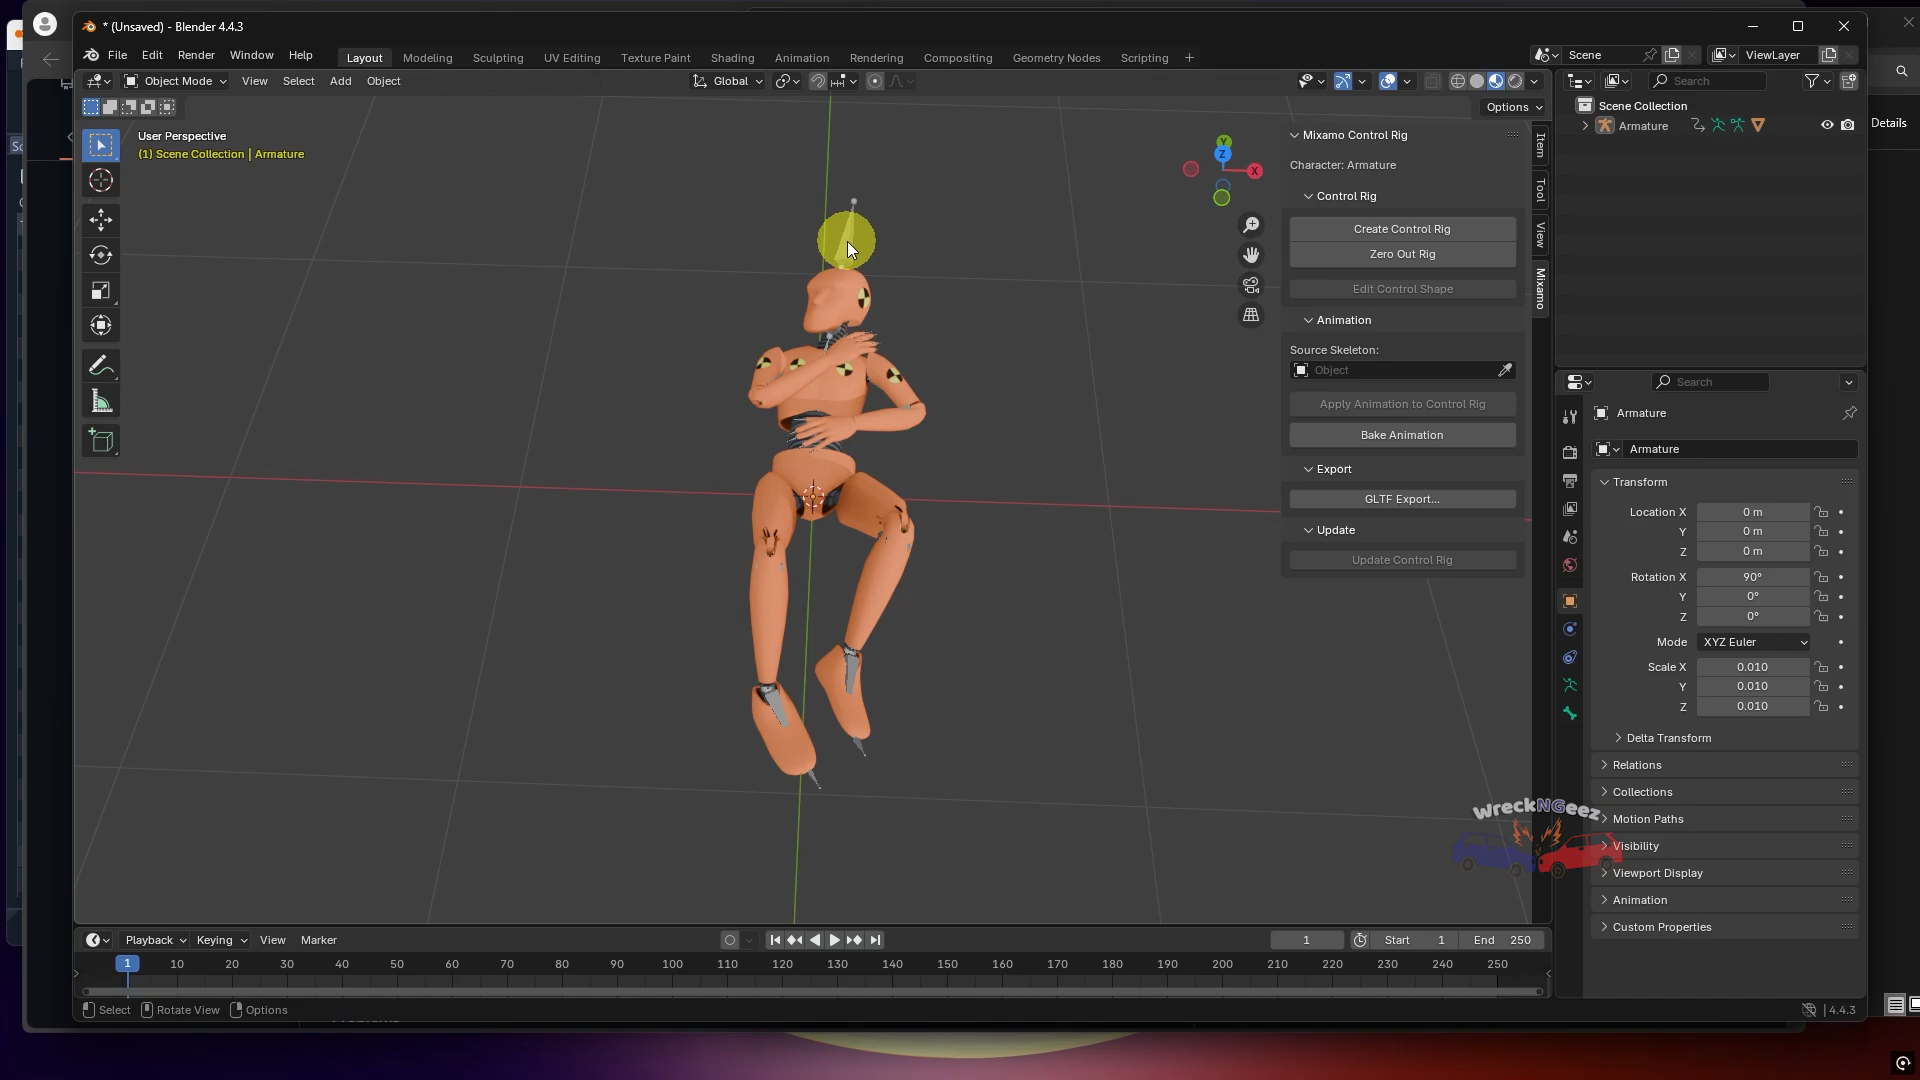 * (Unsaved) - Blender 4.4.3
File Edit Render Window Help
Layout Modeling Sculpting UV Editing Texture Paint Shading Animation Rendering Compositing Geometry Nodes Scripting +
Scene
ViewLayer
Object Mode View Select Add Object
Global
Search
Options
Scene Collection
Armature
Details
User Perspective
(1) Scene Collection | Armature
Y
Z
X
Mixamo Control Rig
Character: Armature
Control Rig
Create Control Rig
Zero Out Rig
Edit Control Shape
Animation
Source Skeleton:
Object
Apply Animation to Control Rig
Bake Animation
Export
GLTF Export...
Update
Update Control Rig
Item
Tool
View
Mixamo
Search
Armature
Armature
Transform
Location X 0 m
Y 0 m
Z 0 m
Rotation X 90°
Y 0°
Z 0°
Mode XYZ Euler
Scale X 0.010
Y 0.010
Z 0.010
Delta Transform
Relations
Collections
Motion Paths
Visibility
Viewport Display
Animation
Custom Properties
WreckNGeez
Playback Keying View Marker
1
Start 1
End 250
1 10 20 30 40 50 60 70 80 90 100 110 120 130 140 150 160 170 180 190 200 210 220 230 240 250
Select Rotate View Options
4.4.3